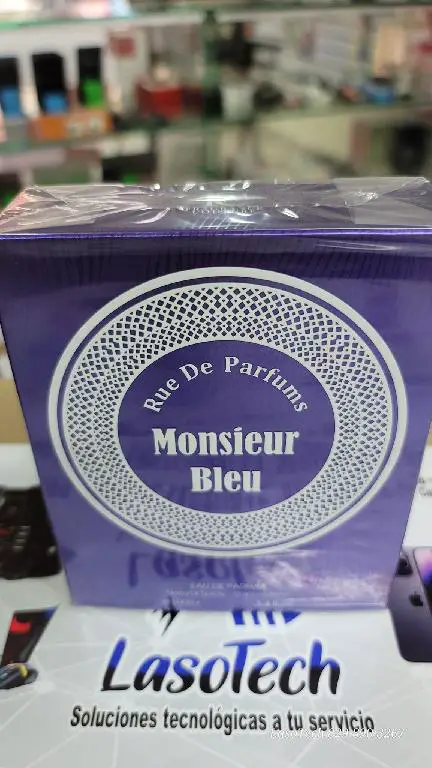 Rue De Parfums
Monsieur
Bleu
EAU DE PARFUM
LasoTech
Soluciones tecnológicas a tu servicio